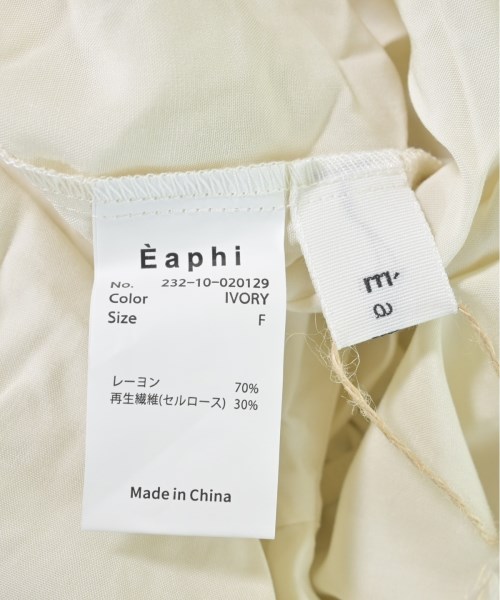 Èaphi
No. 232-10-020129
Color IVORY
Size F
レーヨン 70%
再生繊維(セルロース) 30%
Made in China